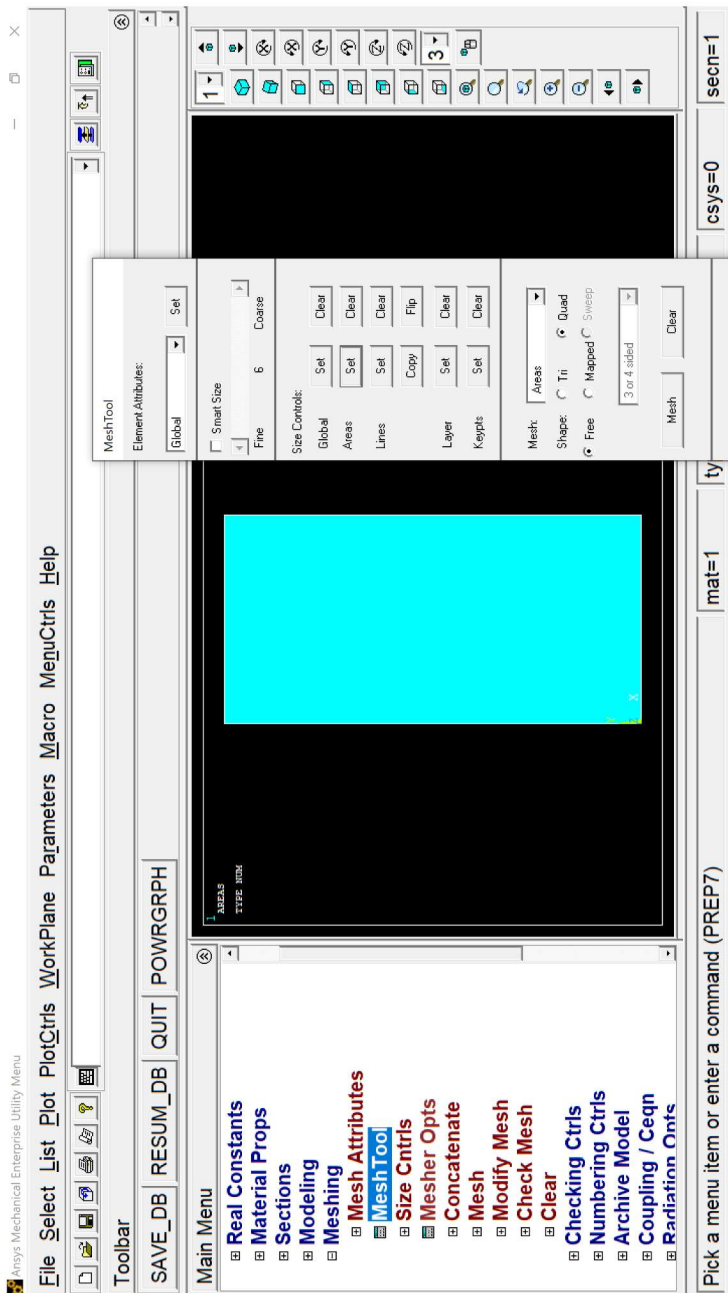 Ansys Mechanical Enterprise Utility Menu
File Select List Plot PlotCtrls WorkPlane Parameters Macro MenuCtrls Help
Toolbar
SAVE_DB RESUM_DB QUIT POWRGRPH
Main Menu
Real Constants
Material Props
Sections
Modeling
Meshing
Mesh Attributes
MeshTool
Size Cntrls
Mesher Opts
Concatenate
Mesh
Modify Mesh
Check Mesh
Clear
Checking Ctrls
Numbering Ctrls
Archive Model
Coupling / Ceqn
Radiation Opts
1
AREAS
TYPE NUM
Y
X
MeshTool
Element Attributes:
Global Set
Smart Size
Fine 6 Coarse
Size Controls:
Global Set Clear
Areas Set Clear
Lines Set Clear
Copy Flip
Layer Set Clear
Keypts Set Clear
Mesh: Areas
Shape: Tri Quad
Free Mapped Sweep
3 or 4 sided
Mesh Clear
1
3
Pick a menu item or enter a command (PREP7) mat=1 ty csys=0 secn=1